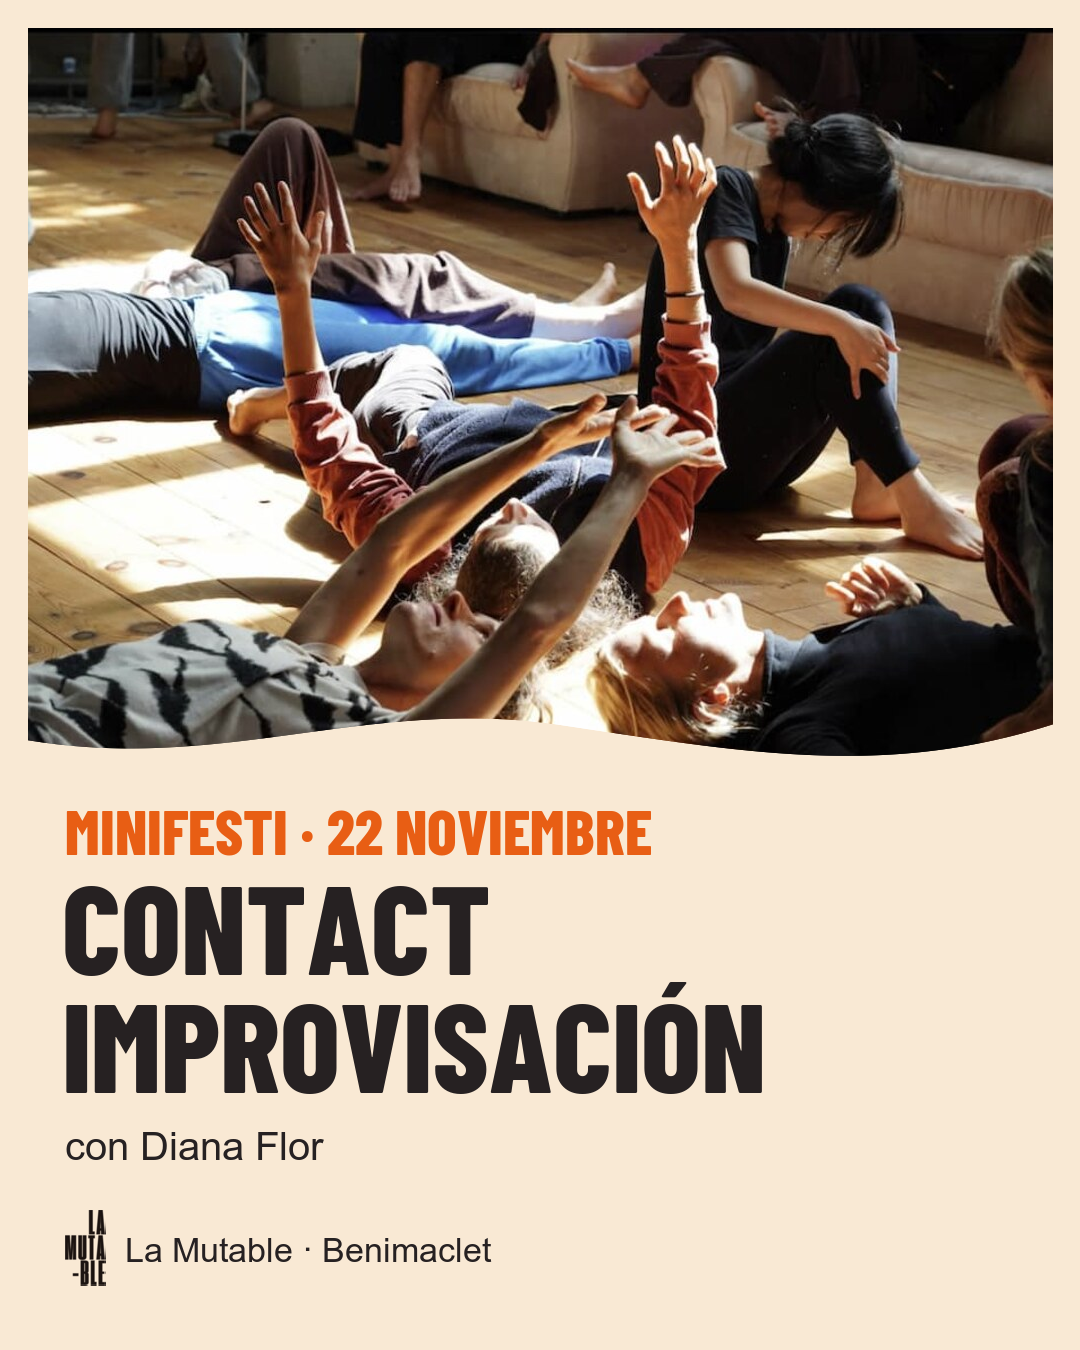 MINIFESTI · 22 NOVIEMBRE
CONTACT
IMPROVISACIÓN
con Diana Flor
LA
MUTA
-BLE
La Mutable · Benimaclet